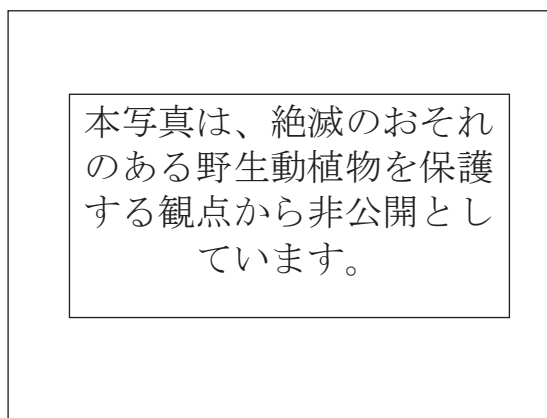 本写真は、絶滅のおそれ
のある野生動植物を保護
する観点から非公開とし
ています。